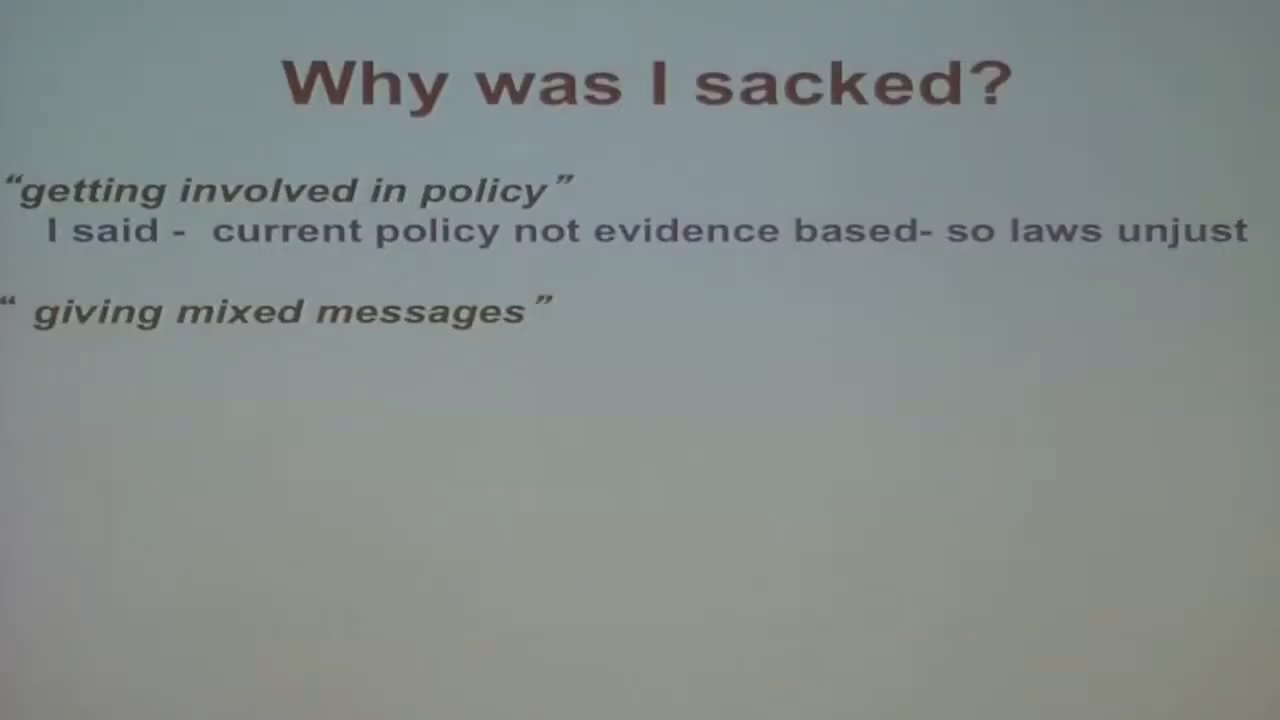 Why was I sacked?
“getting involved in policy”
I said - current policy not evidence based- so laws unjust
“ giving mixed messages”